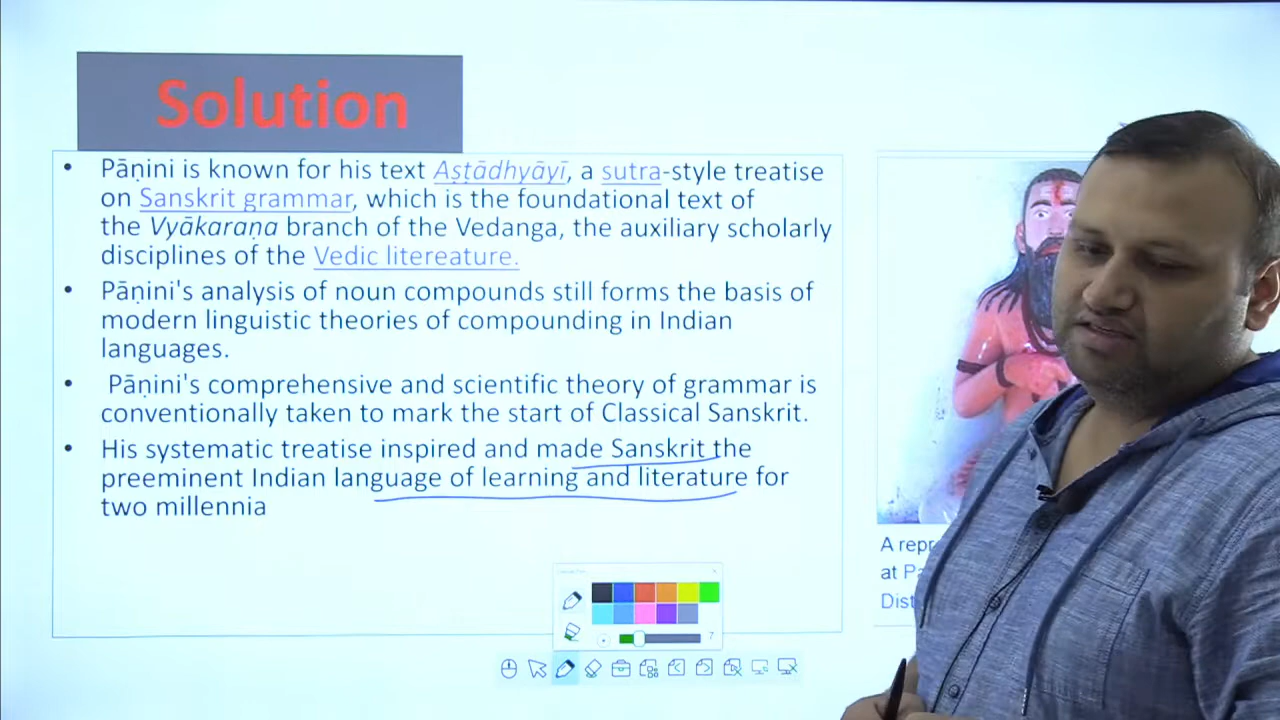 Solution
• Pāṇini is known for his text Aṣṭādhyāyī, a sutra-style treatise
on Sanskrit grammar, which is the foundational text of
the Vyākaraṇa branch of the Vedanga, the auxiliary scholarly
disciplines of the Vedic litereature.
• Pāṇini's analysis of noun compounds still forms the basis of
modern linguistic theories of compounding in Indian
languages.
• Pāṇini's comprehensive and scientific theory of grammar is
conventionally taken to mark the start of Classical Sanskrit.
• His systematic treatise inspired and made Sanskrit the
preeminent Indian language of learning and literature for
two millennia
A
at
7